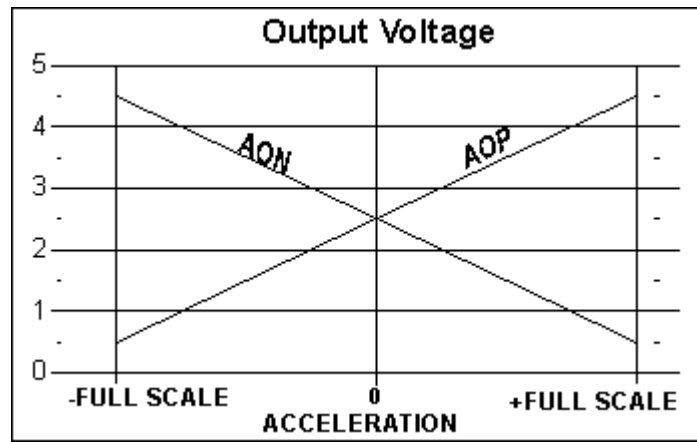 Output Voltage
5
4
3
2
1
0
AON
AOP
-FULL SCALE
0
+FULL SCALE
ACCELERATION